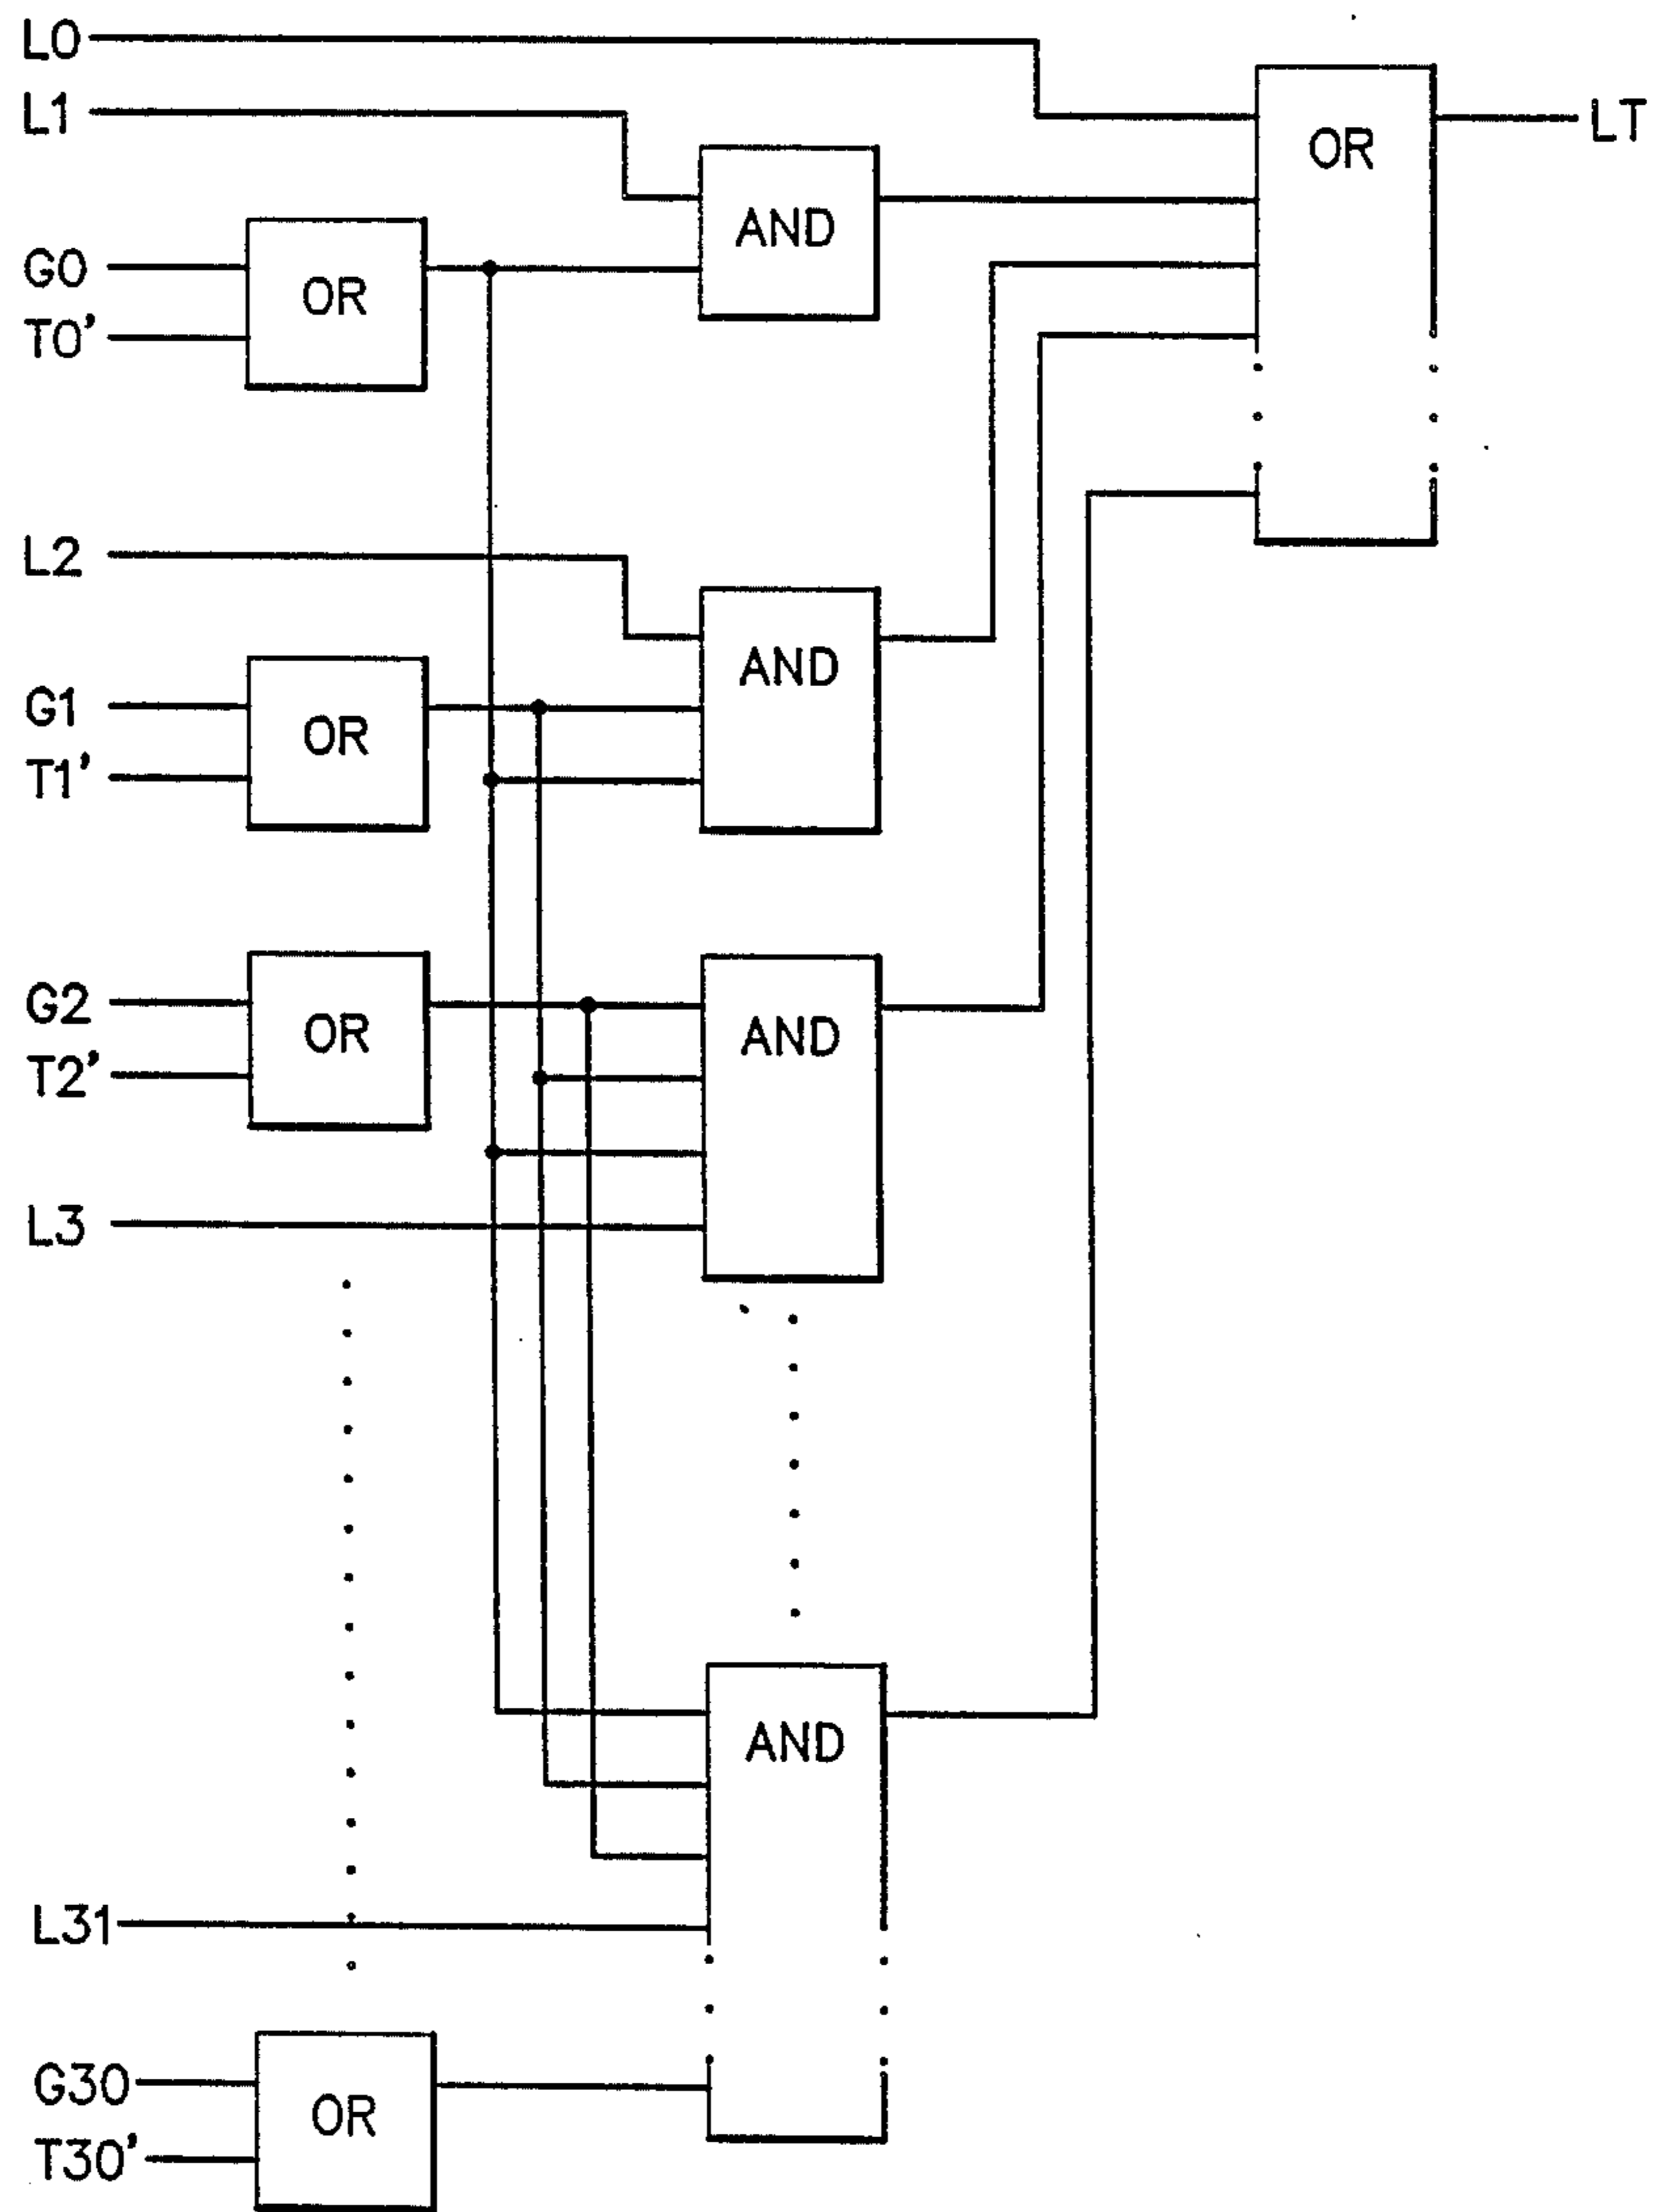 L0
L1
OR
LT
AND
G0
OR
T0'
L2
AND
G1
OR
T1'
G2
OR
AND
T2'
L3
AND
L31
G30
OR
T30'